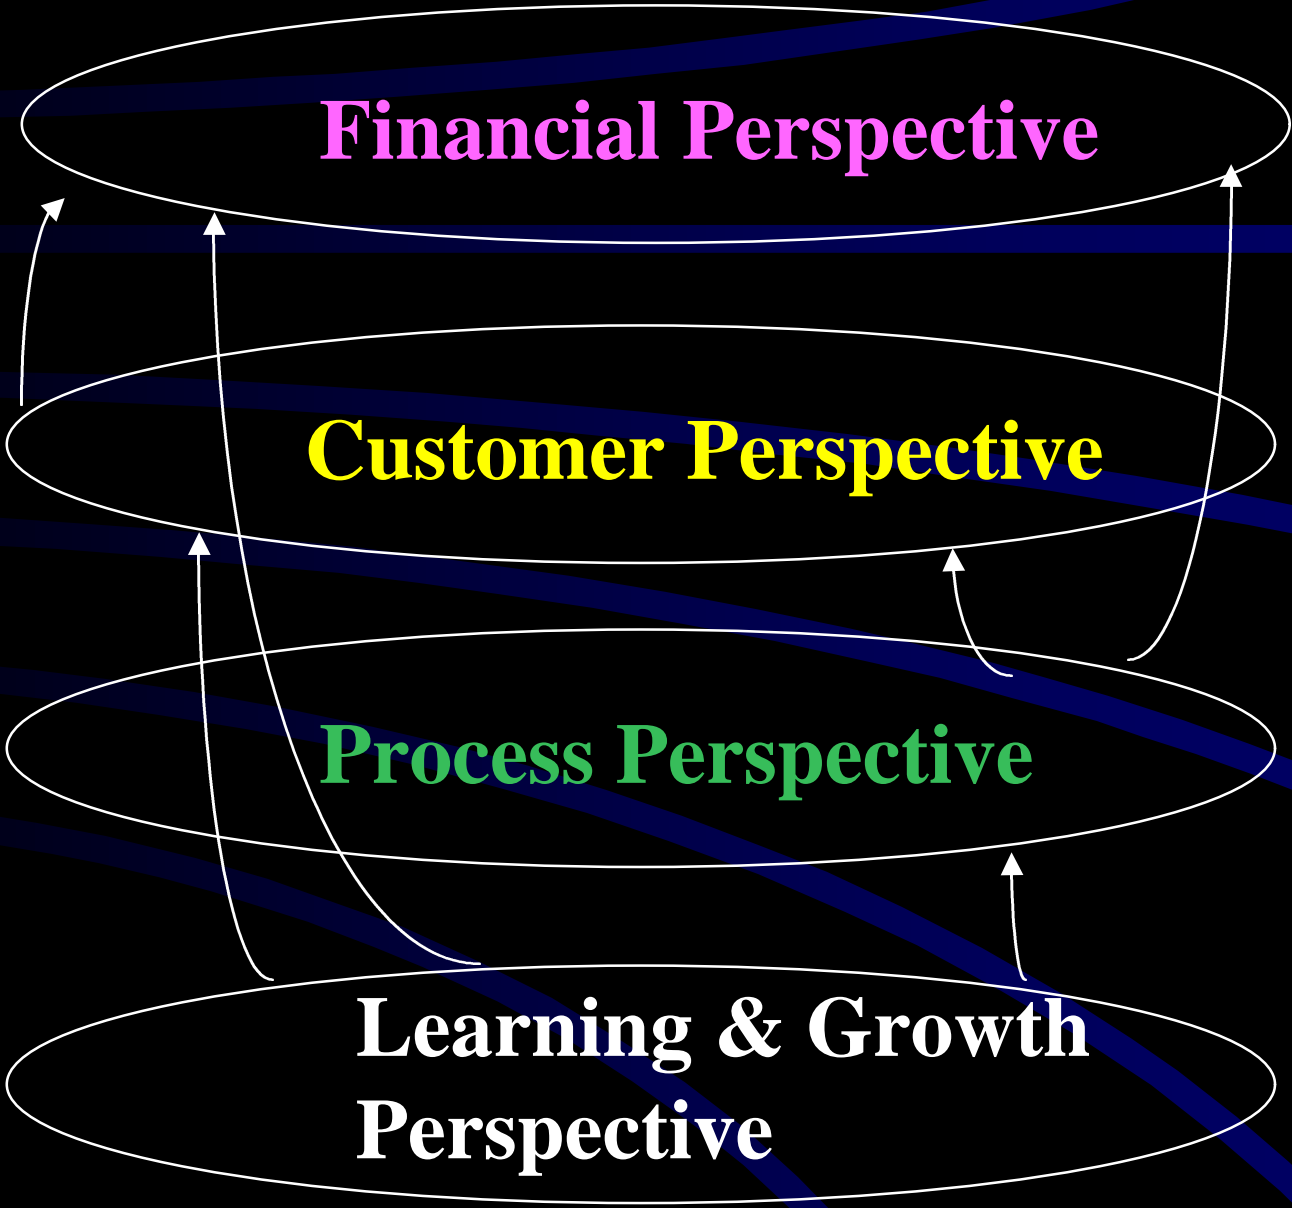 Financial Perspective
Customer Perspective
Process Perspective
Learning & Growth
Perspective